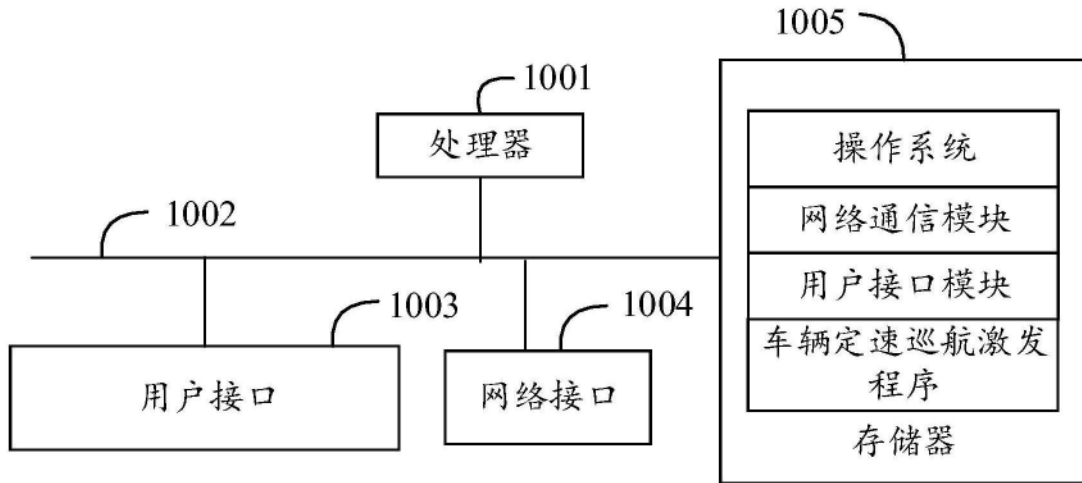 1005
1001
处理器
操作系统
1002
网络通信模块
用户接口模块
1003
1004
车辆定速巡航激发
程序
用户接口
网络接口
存储器